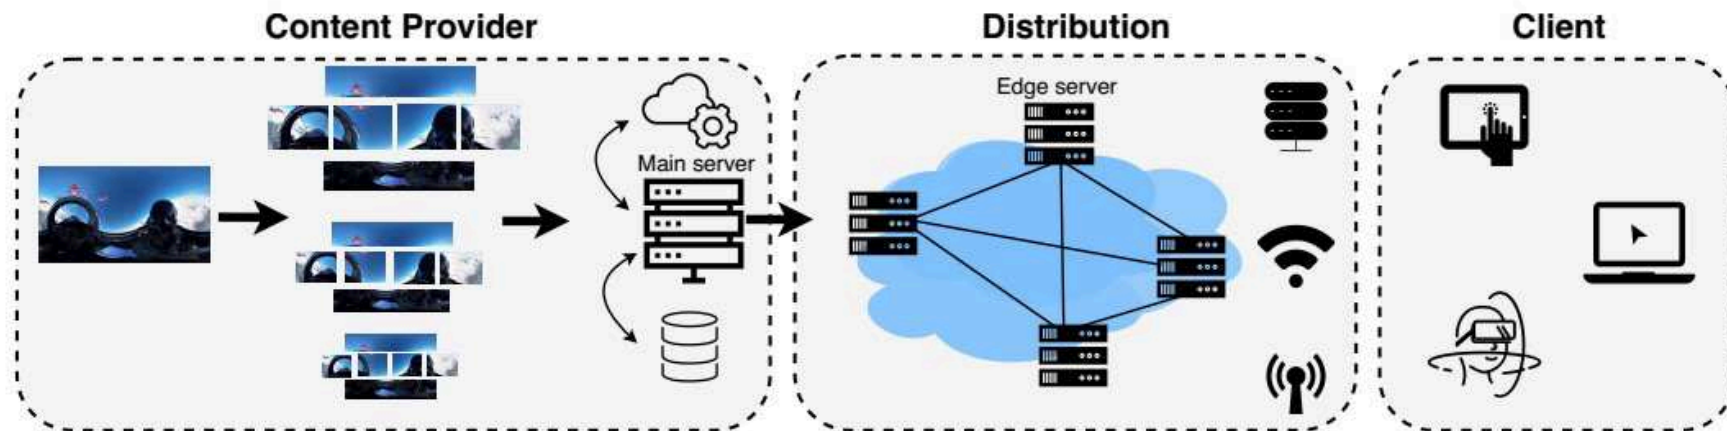 Content Provider
Distribution
Client
Main server
Edge server